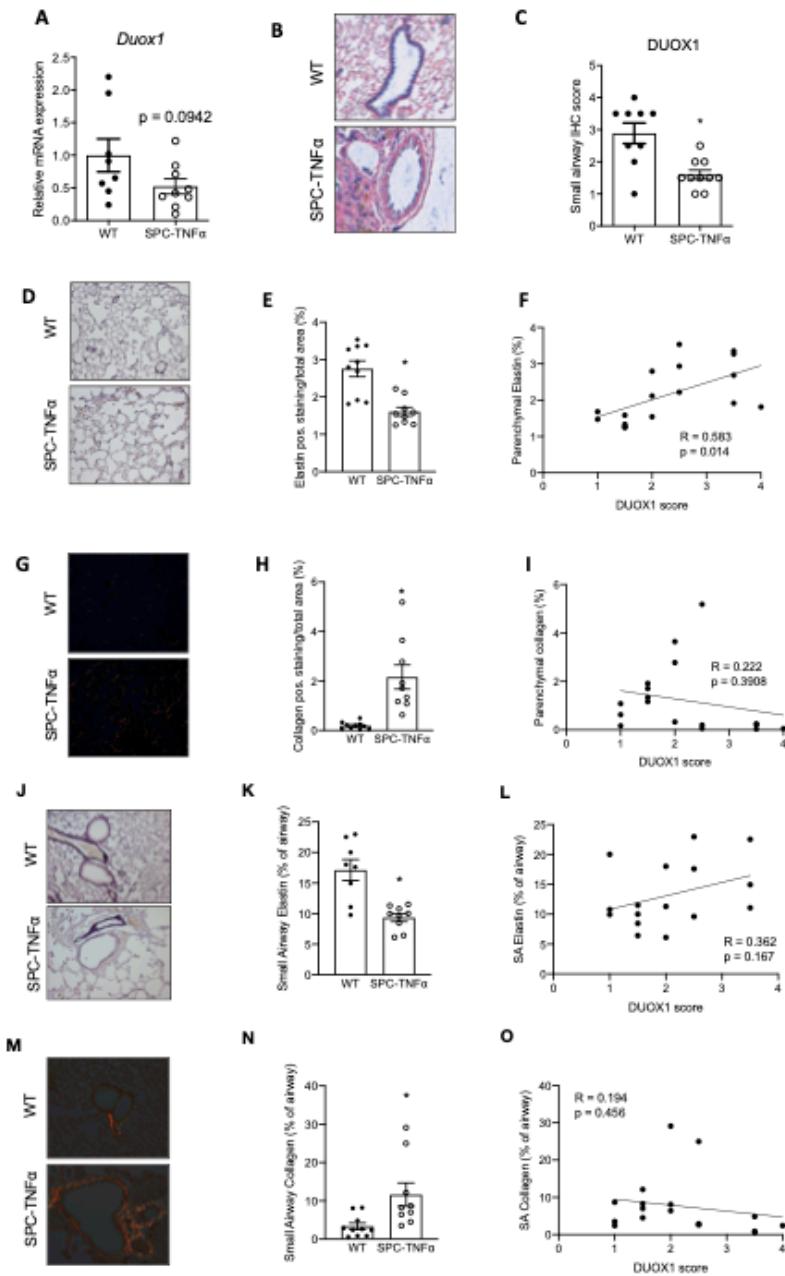 A
Duox1
Relative mRNA expression
2.5
2.0
1.5
1.0
0.5
0.0
p = 0.0942
WT
SPC-TNFα
B
WT
SPC-TNFα
C
DUOX1
Small airway IHC score
5
4
3
2
1
0
*
WT
SPC-TNFα
D
WT
SPC-TNFα
E
Elastin pos. staining/total area (%)
4
3
2
1
0
*
WT
SPC-TNFα
F
Parenchymal Elastin (%)
4
3
2
1
0
R = 0.583
p = 0.014
0 1 2 3 4
DUOX1 score
G
WT
SPC-TNFα
H
Collagen pos. staining/total area (%)
6
4
2
0
*
WT
SPC-TNFα
I
Parenchymal collagen (%)
6
4
2
0
R = 0.222
p = 0.3908
0 1 2 3 4
DUOX1 score
J
WT
SPC-TNFα
K
Small Airway Elastin (% of airway)
25
20
15
10
5
0
*
WT
SPC-TNFα
L
SA Elastin (% of airway)
25
20
15
10
5
0
R = 0.362
p = 0.167
0 1 2 3 4
DUOX1 score
M
WT
SPC-TNFα
N
Small Airway Collagen (% of airway)
40
30
20
10
0
*
WT
SPC-TNFα
O
SA Collagen (% of airway)
40
30
20
10
0
R = 0.194
p = 0.456
0 1 2 3 4
DUOX1 score